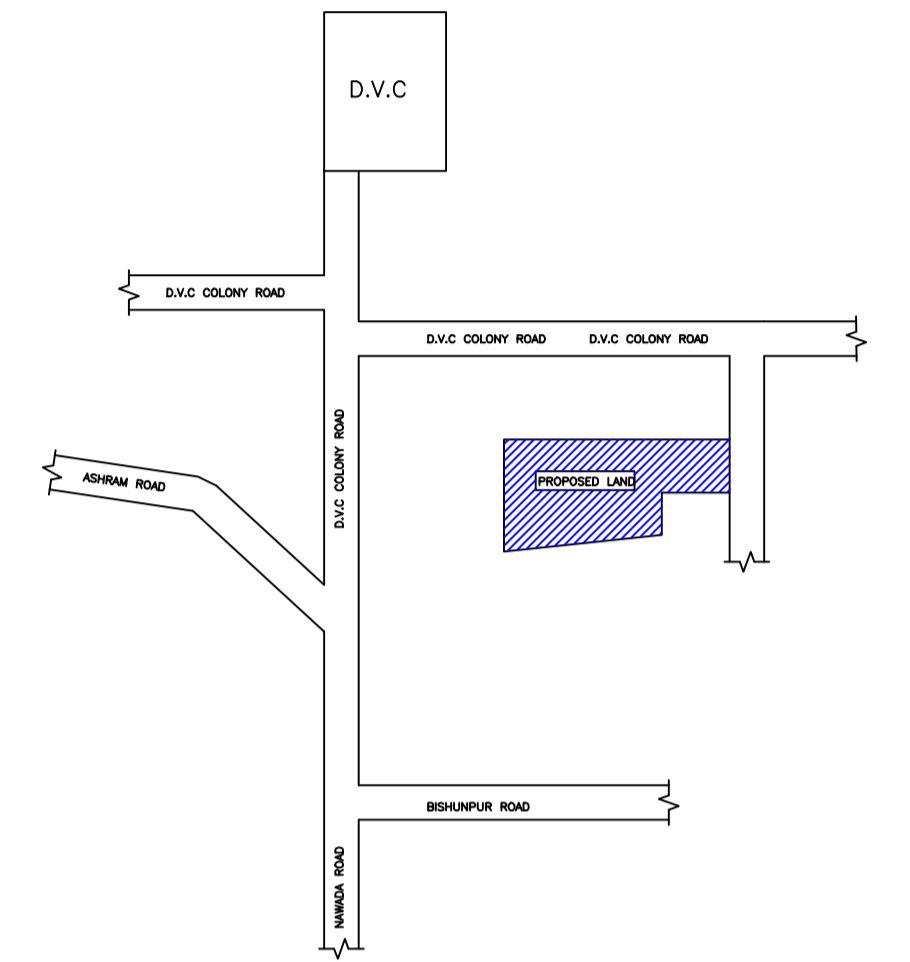 D.V.C
D.V.C COLONY ROAD
D.V.C COLONY ROAD
D.V.C COLONY ROAD
D.V.C COLONY ROAD
ASHRAM ROAD
PROPOSED LAND
BISHUNPUR ROAD
NAWADA ROAD